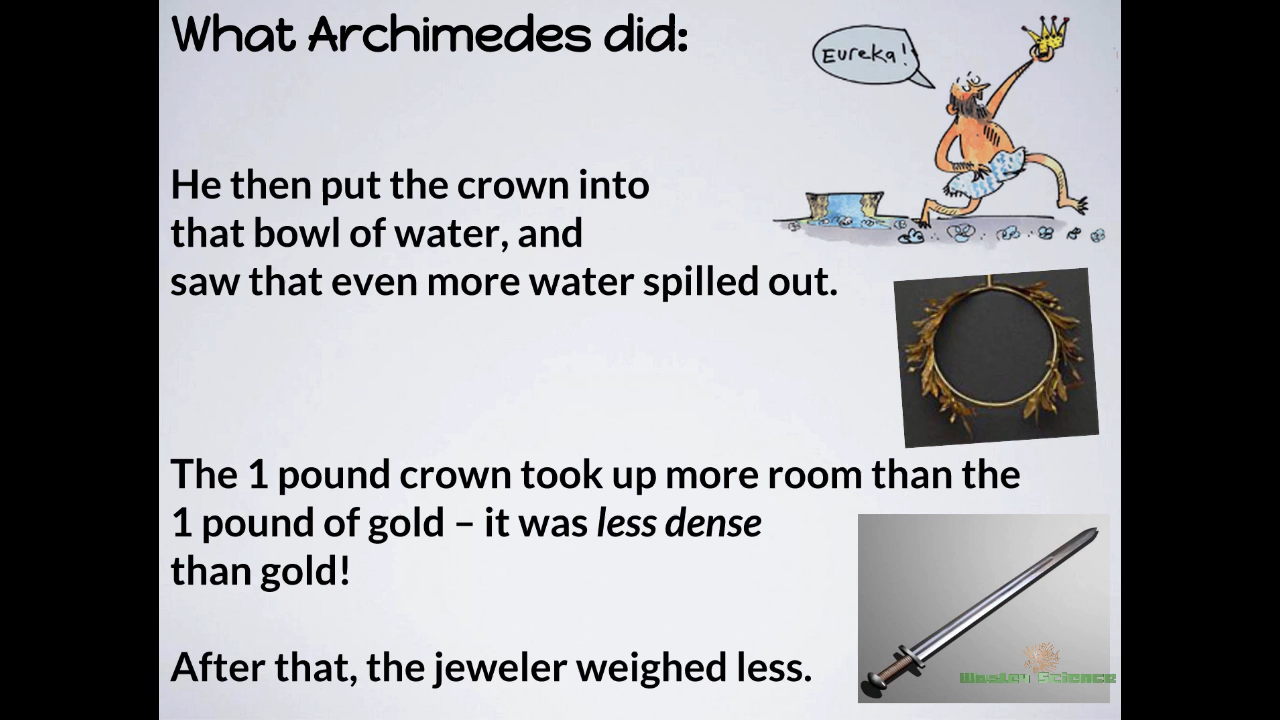 What Archimedes did:
Eureka!
He then put the crown into
that bowl of water, and
saw that even more water spilled out.
The 1 pound crown took up more room than the
1 pound of gold – it was less dense
than gold!
After that, the jeweler weighed less.
Science